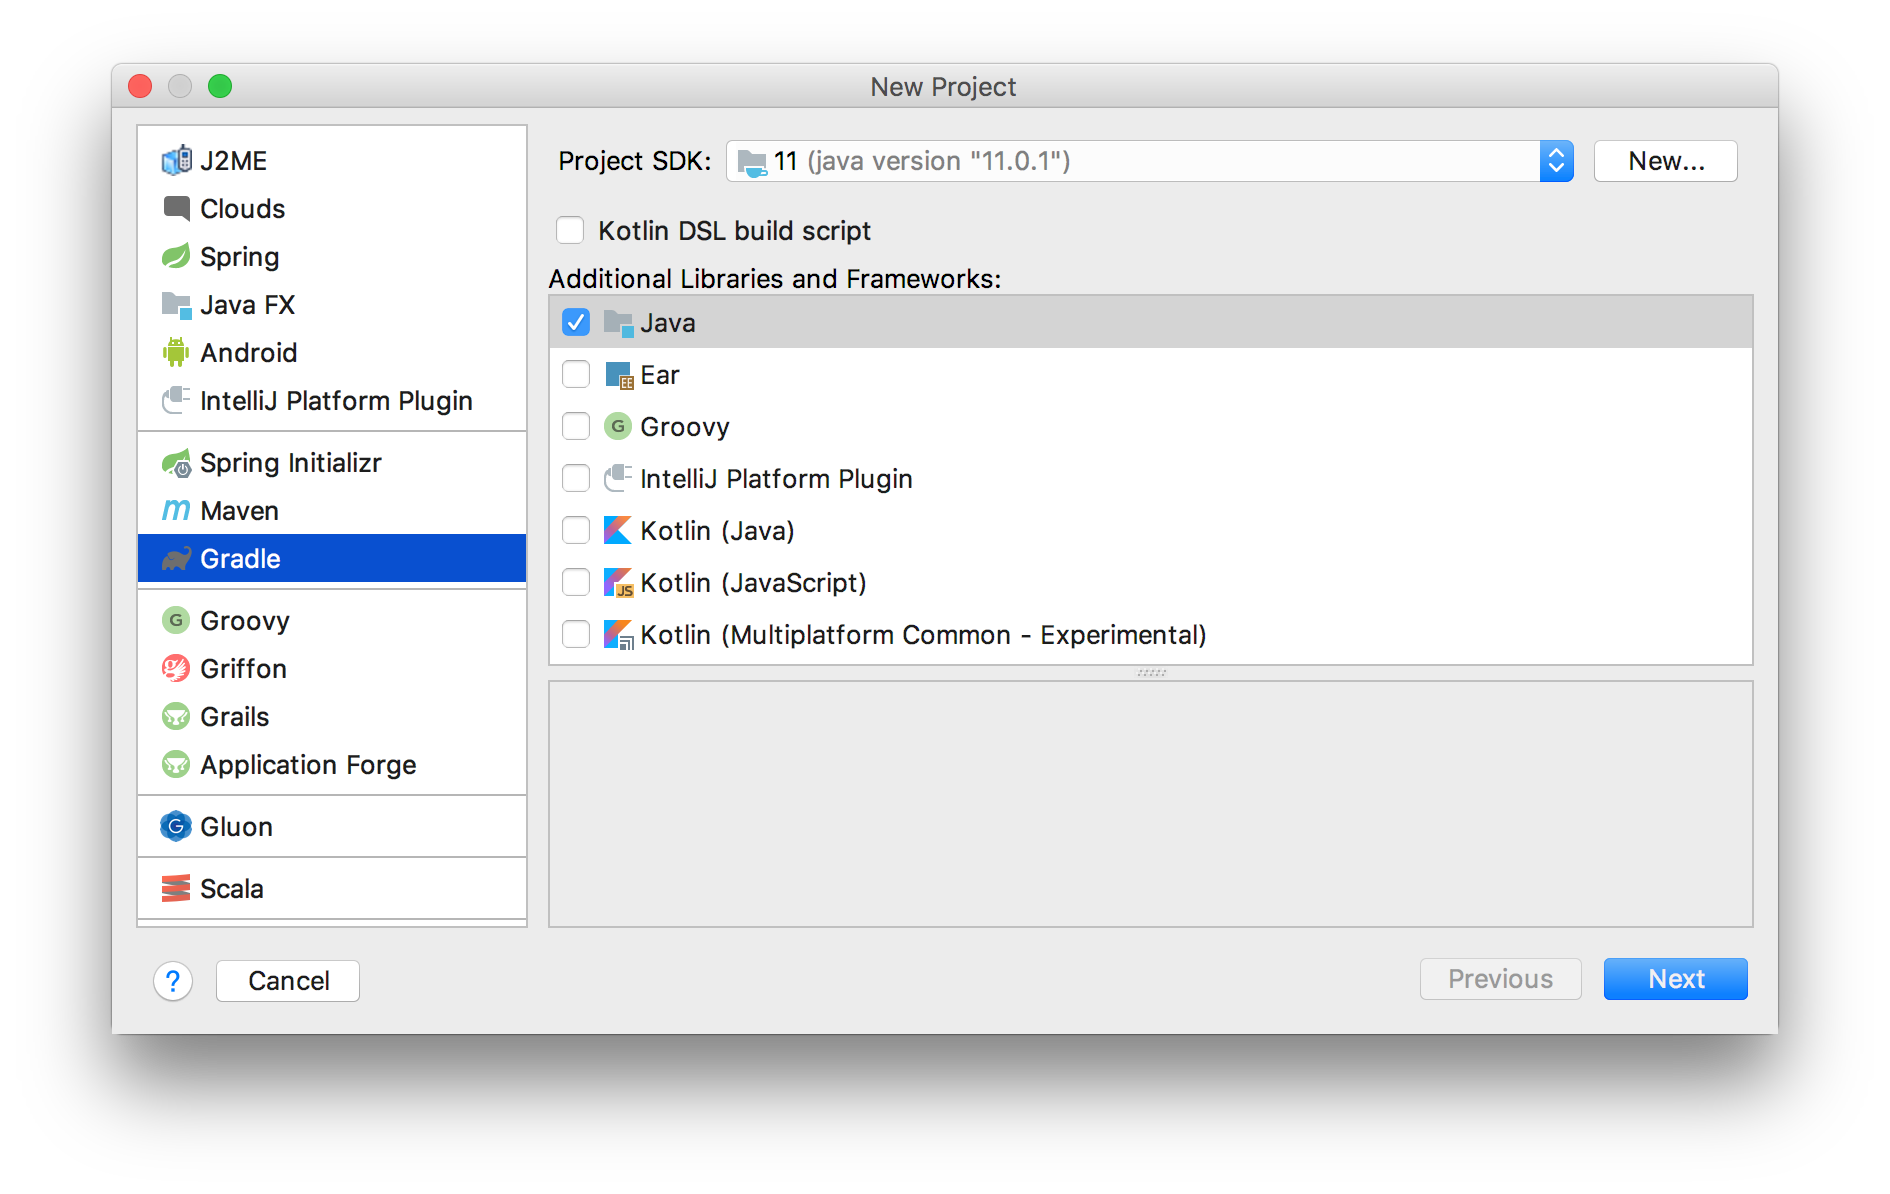 New Project
J2ME
Clouds
Spring
Java FX
Android
IntelliJ Platform Plugin
Spring Initializr
m Maven
Gradle
G Groovy
Griffon
Grails
Application Forge
G Gluon
Scala
Project SDK: 11 (java version "11.0.1") New...
Kotlin DSL build script
Additional Libraries and Frameworks:
Java
EE Ear
G Groovy
IntelliJ Platform Plugin
Kotlin (Java)
JS Kotlin (JavaScript)
Kotlin (Multiplatform Common - Experimental)
? Cancel Previous Next